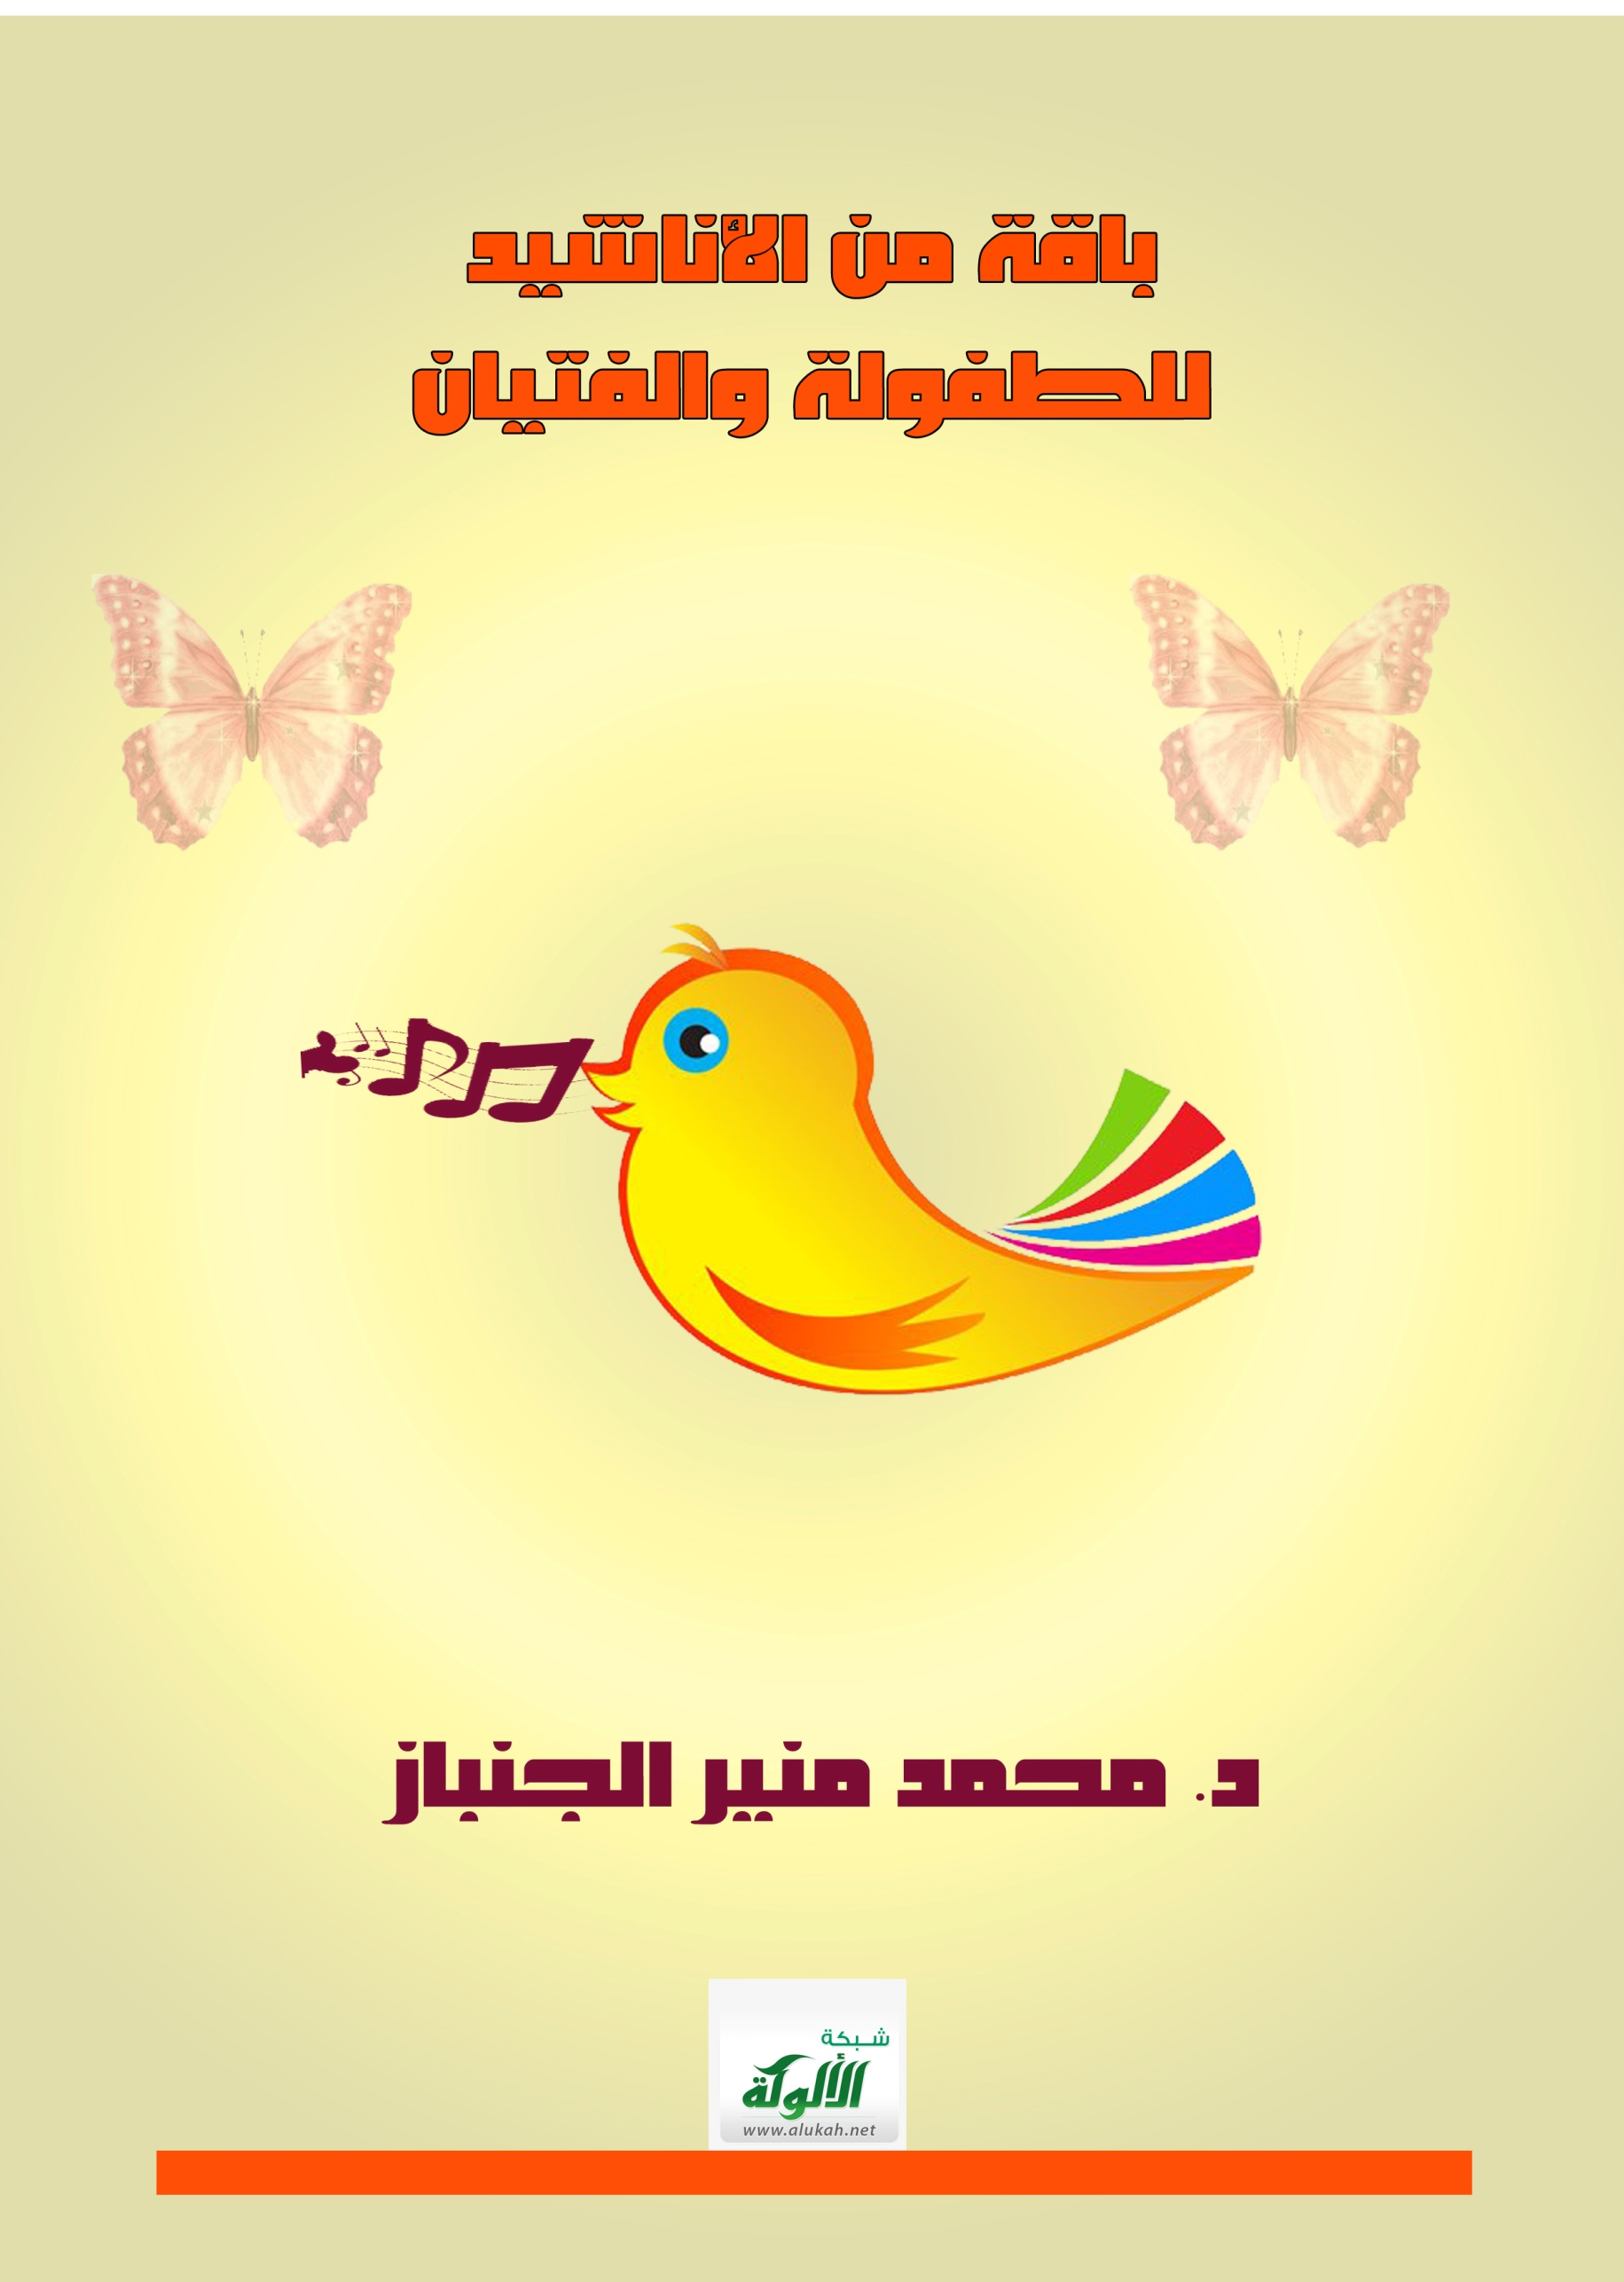 باقة من الأناشيد
للطفولة والفتيان
د. محمد منير الجنباز
شبكة
الألوكة
www.alukah.net